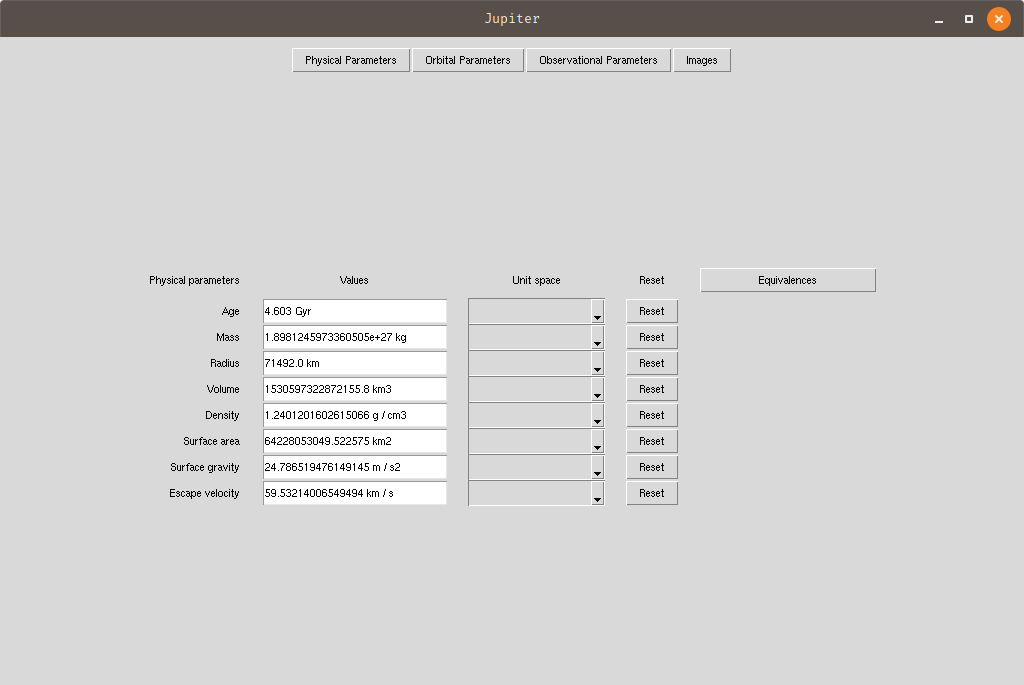 Jupiter
Physical Parameters Orbital Parameters Observational Parameters Images
Physical parameters Values Unit space Reset Equivalences
Age 4.603 Gyr Reset
Mass 1.8981245973360505e+27 kg Reset
Radius 71492.0 km Reset
Volume 1530597322872155.8 km3 Reset
Density 1.2401201602615066 g / cm3 Reset
Surface area 64228053049.522575 km2 Reset
Surface gravity 24.786519476149145 m / s2 Reset
Escape velocity 59.53214006549494 km / s Reset